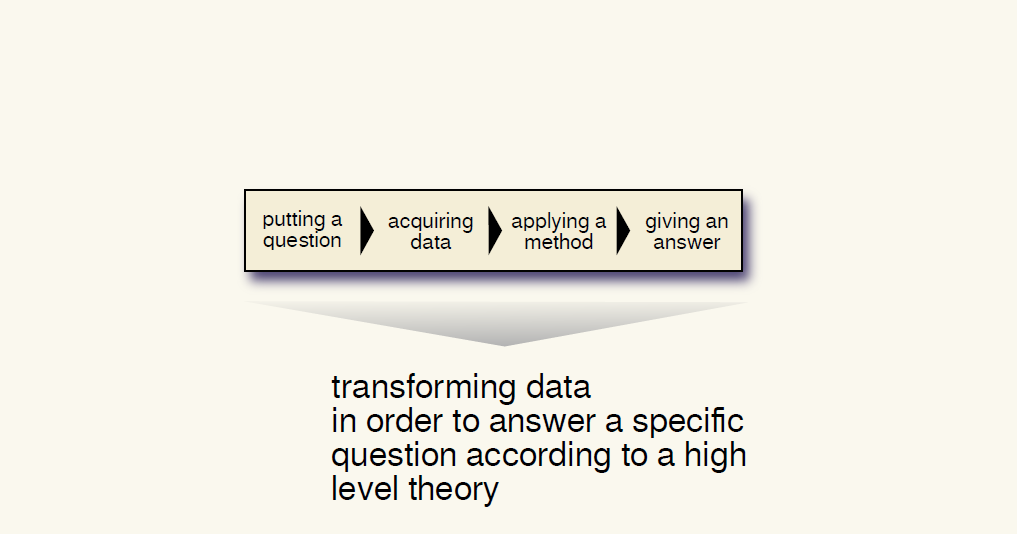 putting a
question
acquiring
data
applying a
method
giving an
answer
transforming data
in order to answer a specific
question according to a high
level theory